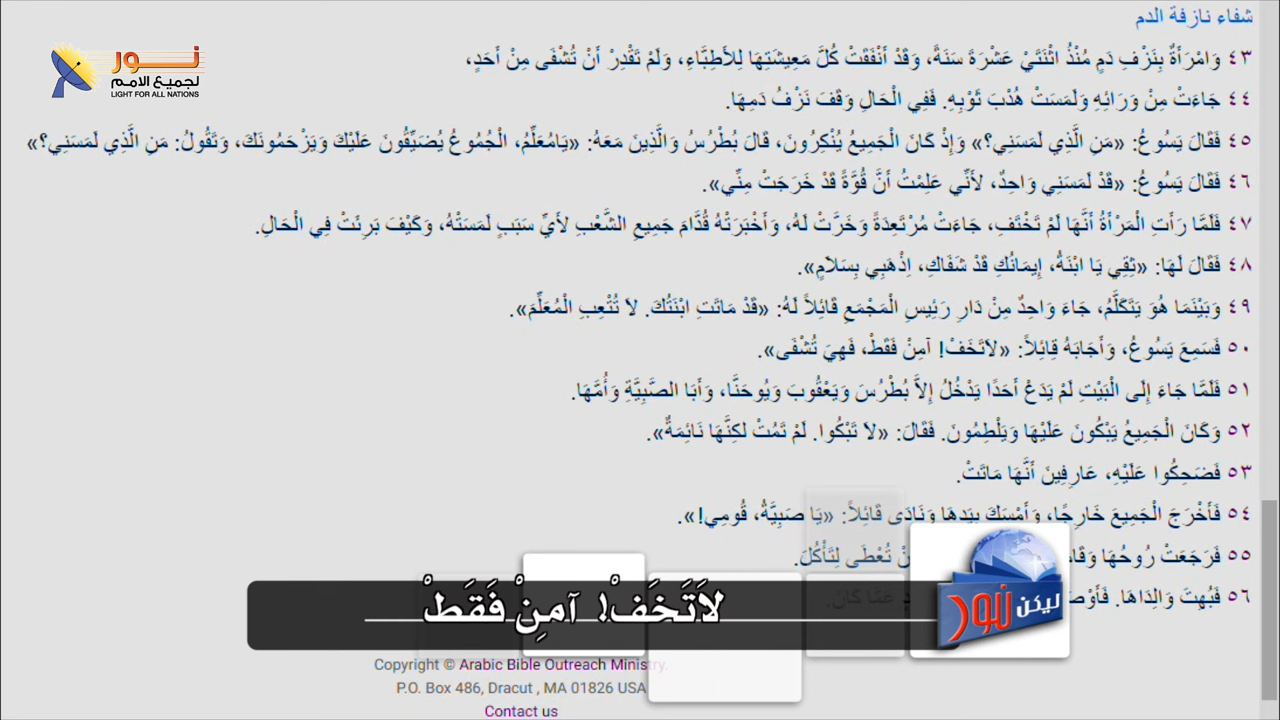 شفاء نازفة الدم
نـــور
لجميع الامم
LIGHT FOR ALL NATIONS
٤٣ وَامْرَأَةٌ بِنَزْفِ دَمٍ مُنْذُ اثْنَتَيْ عَشْرَةَ سَنَةً، وَقَدْ أَنْفَقَتْ كُلَّ مَعِيشَتِهَا لِلأَطِبَّاءِ، وَلَمْ تَقْدِرْ أَنْ تُشْفَى مِنْ أَحَدٍ،
٤٤ جَاءَتْ مِنْ وَرَائِهِ وَلَمَسَتْ هُدْبَ ثَوْبِهِ. فَفِي الْحَالِ وَقَفَ نَزْفُ دَمِهَا.
٤٥ فَقَالَ يَسُوعُ: «مَنِ الَّذِي لَمَسَنِي؟» وَإِذْ كَانَ الْجَمِيعُ يُنْكِرُونَ، قَالَ بُطْرُسُ وَالَّذِينَ مَعَهُ: «يَامُعَلِّمُ، الْجُمُوعُ يُضَيِّقُونَ عَلَيْكَ وَيَزْحَمُونَكَ، وَتَقُولُ: مَنِ الَّذِي لَمَسَنِي؟»
٤٦ فَقَالَ يَسُوعُ: «قَدْ لَمَسَنِي وَاحِدٌ، لأَنِّي عَلِمْتُ أَنَّ قُوَّةً قَدْ خَرَجَتْ مِنِّي».
٤٧ فَلَمَّا رَأَتِ الْمَرْأَةُ أَنَّهَا لَمْ تَخْتَفِ، جَاءَتْ مُرْتَعِدَةً وَخَرَّتْ لَهُ، وَأَخْبَرَتْهُ قُدَّامَ جَمِيعِ الشَّعْبِ لأَيِّ سَبَبٍ لَمَسَتْهُ، وَكَيْفَ بَرِئَتْ فِي الْحَالِ.
٤٨ فَقَالَ لَهَا: «ثِقِي يَا ابْنَةُ، إِيمَانُكِ قَدْ شَفَاكِ، اِذْهَبِي بِسَلاَمٍ».
٤٩ وَبَيْنَمَا هُوَ يَتَكَلَّمُ، جَاءَ وَاحِدٌ مِنْ دَارِ رَئِيسِ الْمَجْمَعِ قَائِلاً لَهُ: «قَدْ مَاتَتِ ابْنَتُكَ. لاَ تُتْعِبِ الْمُعَلِّمَ».
٥٠ فَسَمِعَ يَسُوعُ، وَأَجَابَهُ قِائِلاً: «لاَتَخَفْ! آمِنْ فَقَطْ، فَهِيَ تُشْفَى».
٥١ فَلَمَّا جَاءَ إِلَى الْبَيْتِ لَمْ يَدَعْ أَحَدًا يَدْخُلُ إِلاَّ بُطْرُسَ وَيَعْقُوبَ وَيُوحَنَّا، وَأَبَا الصَّبِيَّةِ وَأُمَّهَا.
٥٢ وَكَانَ الْجَمِيعُ يَبْكُونَ عَلَيْهَا وَيَلْطِمُونَ. فَقَالَ: «لاَ تَبْكُوا. لَمْ تَمُتْ لكِنَّهَا نَائِمَةٌ».
٥٣ فَضَحِكُوا عَلَيْهِ، عَارِفِينَ أَنَّهَا مَاتَتْ.
٥٤ فَأَخْرَجَ الْجَمِيعَ خَارِجًا، وَأَمْسَكَ بِيَدِهَا وَنَادَى قَائِلاً: «يَا صَبِيَّةُ، قُومِي!».
٥٥ فَرَجَعَتْ رُوحُهَا تُعْطَى لِتَأْكُلَ.
٥٦ فَبُهِتَ وَالِدَاهَا. عَمَّا كَانَ.
لاَتَخَفْ! آمِنْ فَقَطْ
ليكن نور
Copyright © Arabic Bible Outreach Ministry.
P.O. Box 486, Dracut , MA 01826 USA
Contact us